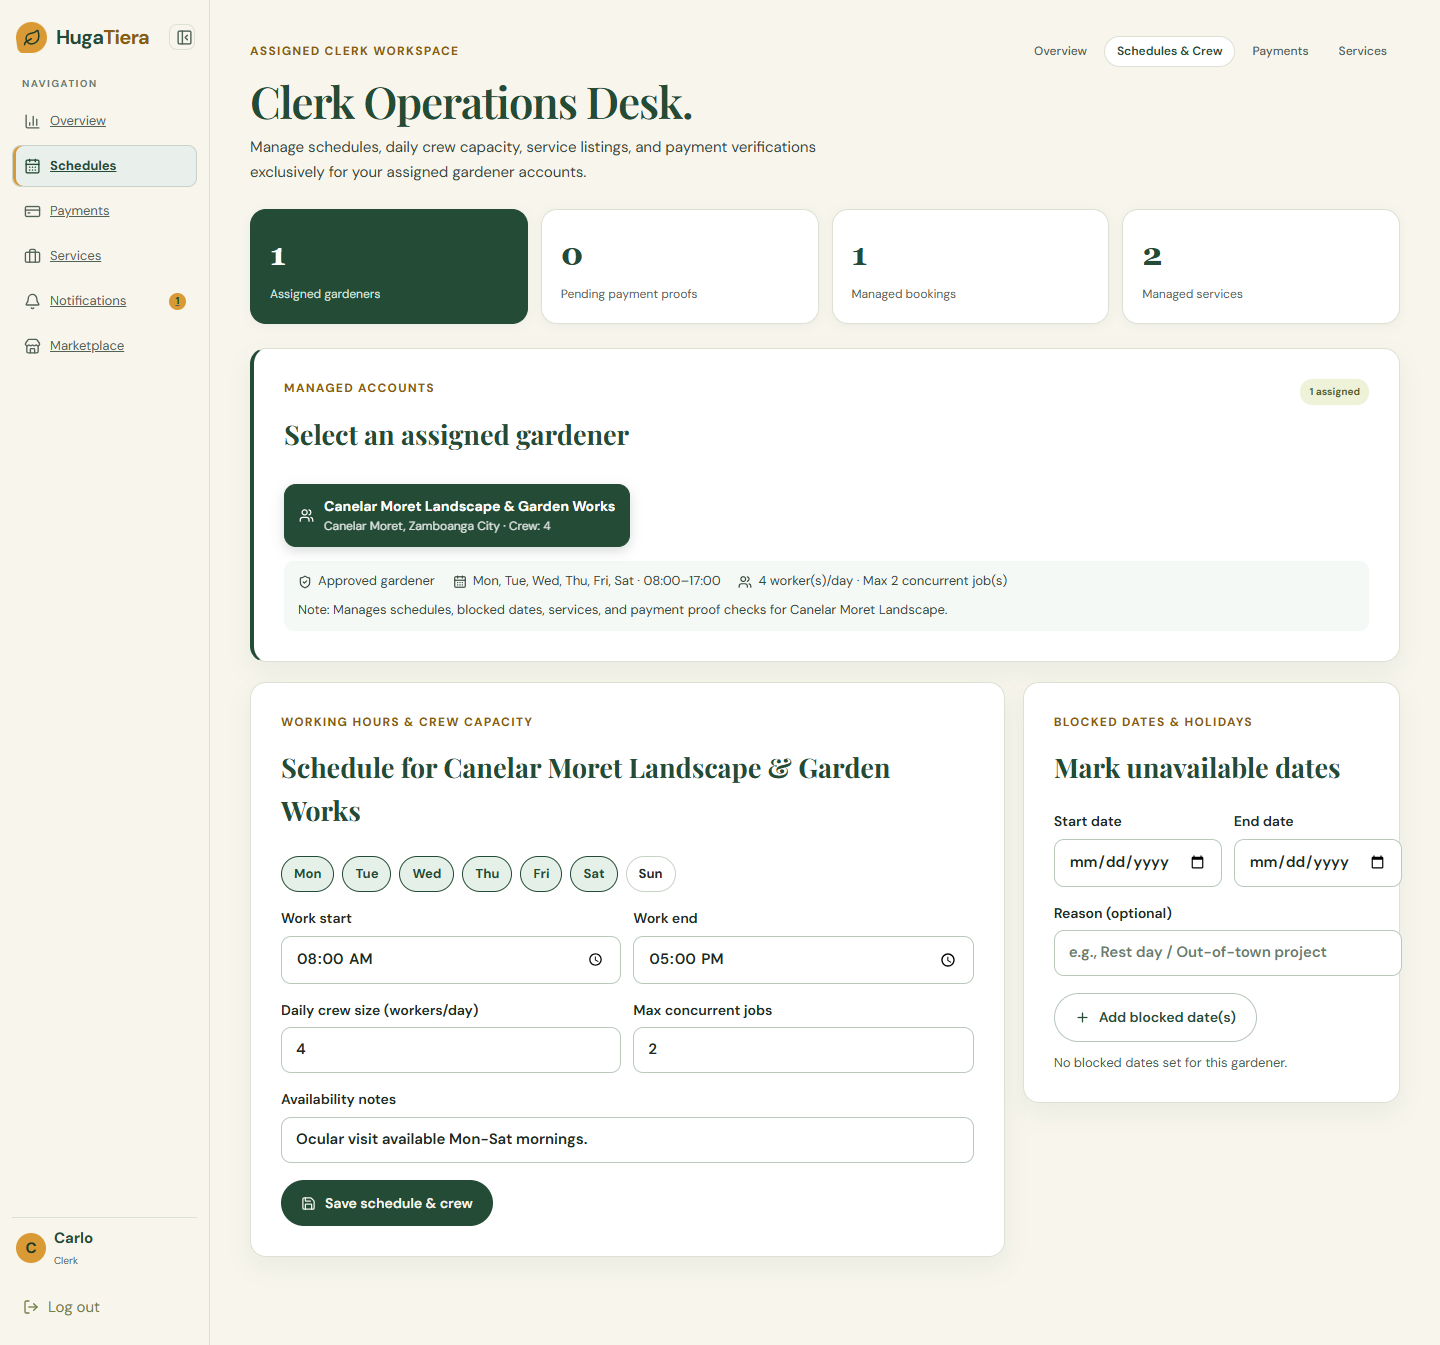 HugaTiera
NAVIGATION
Overview
Schedules
Payments
Services
Notifications 1
Marketplace
Carlo
C
Clerk
Log out
ASSIGNED CLERK WORKSPACE
Overview Schedules & Crew Payments Services
Clerk Operations Desk.
Manage schedules, daily crew capacity, service listings, and payment verifications
exclusively for your assigned gardener accounts.
1
Assigned gardeners
0
Pending payment proofs
1
Managed bookings
2
Managed services
MANAGED ACCOUNTS
1 assigned
Select an assigned gardener
Canelar Moret Landscape & Garden Works
Canelar Moret, Zamboanga City · Crew: 4
Approved gardener Mon, Tue, Wed, Thu, Fri, Sat · 08:00–17:00 4 worker(s)/day · Max 2 concurrent job(s)
Note: Manages schedules, blocked dates, services, and payment proof checks for Canelar Moret Landscape.
WORKING HOURS & CREW CAPACITY
Schedule for Canelar Moret Landscape & Garden
Works
Mon Tue Wed Thu Fri Sat Sun
Work start Work end
08:00 AM 05:00 PM
Daily crew size (workers/day) Max concurrent jobs
4 2
Availability notes
Ocular visit available Mon-Sat mornings.
Save schedule & crew
BLOCKED DATES & HOLIDAYS
Mark unavailable dates
Start date End date
mm/dd/yyyy mm/dd/yyyy
Reason (optional)
e.g., Rest day / Out-of-town project
Add blocked date(s)
No blocked dates set for this gardener.